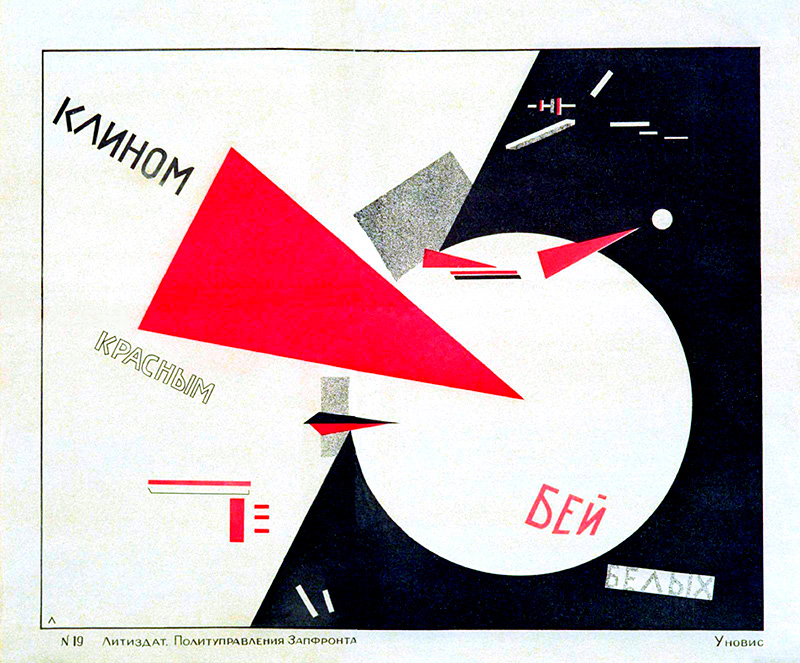 КЛИНОМ
КРАСНЫМ
БЕЙ
БЕЛЫХ
Л
N 19 ЛИТИЗДАТ. ПОЛИТУПРАВЛЕНИЯ ЗАПФРОНТА
УНОВИС